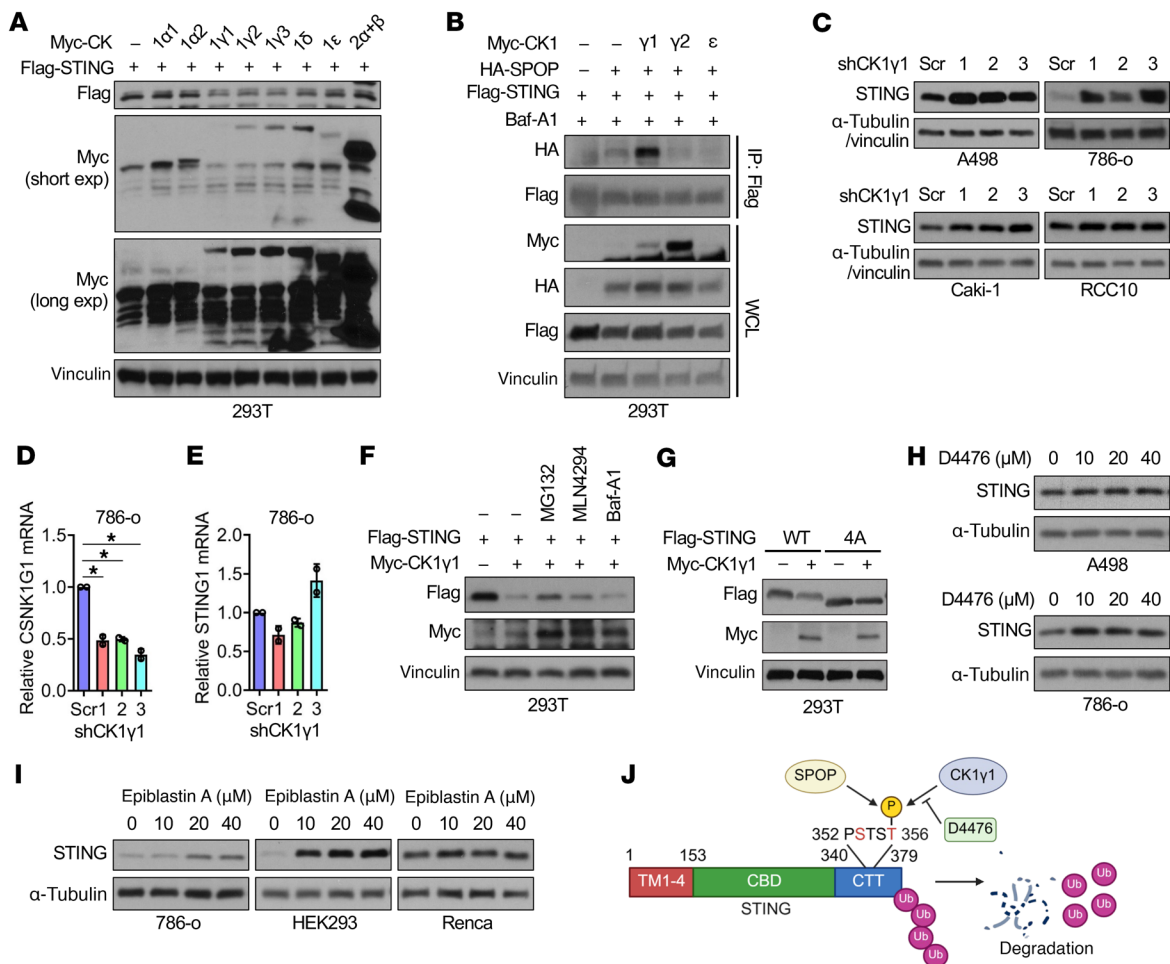 A
Myc-CK – 1α1 1α2 1γ1 1γ2 1γ3 1δ 1ε 2α+β
Flag-STING + + + + + + + + +
Flag
Myc
(short exp)
Myc
(long exp)
Vinculin
293T
B
Myc-CK1 – – γ1 γ2 ε
HA-SPOP – + + + +
Flag-STING + + + + +
Baf-A1 + + + + +
HA
Flag
IP: Flag
Myc
HA
Flag
Vinculin
WCL
293T
C
shCK1γ1 Scr 1 2 3 Scr 1 2 3
STING
α-Tubulin
/vinculin
A498 786-o
shCK1γ1 Scr 1 2 3 Scr 1 2 3
STING
α-Tubulin
/vinculin
Caki-1 RCC10
D
786-o
Relative CSNK1G1 mRNA
1.5
1.0
0.5
0.0
* * *
Scr 1 2 3
shCK1γ1
E
786-o
Relative STING1 mRNA
2.0
1.5
1.0
0.5
0.0
Scr 1 2 3
shCK1γ1
F
– – MG132 MLN4294 Baf-A1
Flag-STING + + + + +
Myc-CK1γ1 – + + + +
Flag
Myc
Vinculin
293T
G
Flag-STING WT 4A
Myc-CK1γ1 – + – +
Flag
Myc
Vinculin
293T
H
D4476 (μM) 0 10 20 40
STING
α-Tubulin
A498
D4476 (μM) 0 10 20 40
STING
α-Tubulin
786-o
I
Epiblastin A (μM) Epiblastin A (μM) Epiblastin A (μM)
0 10 20 40 0 10 20 40 0 10 20 40
STING
α-Tubulin
786-o HEK293 Renca
J
SPOP CK1γ1
P
352 PSTST 356
D4476
1 153 340 379
TM1-4 CBD CTT
STING
Ub
Ub
Ub
Ub
Ub Ub
Ub Ub
Degradation